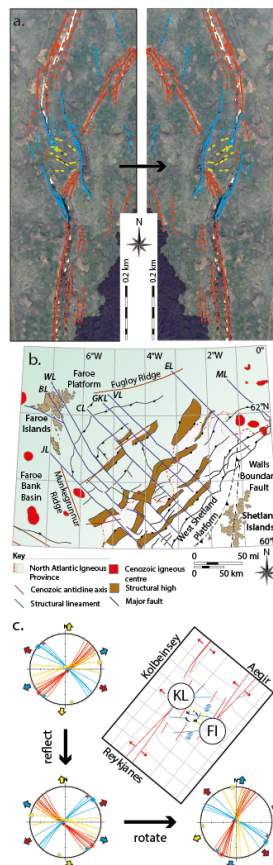 a.
N
0.2 km
N
0.2 km
b.
6°W
4°W
2°W
0°
WL
BL
Faroe
Platform
GKL
VL
Fugloy Ridge
EL
ML
CL
62°N
Faroe
Islands
JL
Faroe
Bank
Basin
Munkegrunnur
Ridge
Walls
Boundary
Fault
West Shetland
Platform
Shetland
Islands
60°N
Key
0 50 mi
0 50 km
N
North Atlantic Igneous
Province
Cenozoic igneous
centre
Cenozoic anticline axis
Structural high
Structural lineament
Major fault
c.
N
Kolbeinsey
Aegir
KL
FI
Reykjanes
reflect
N
N
rotate